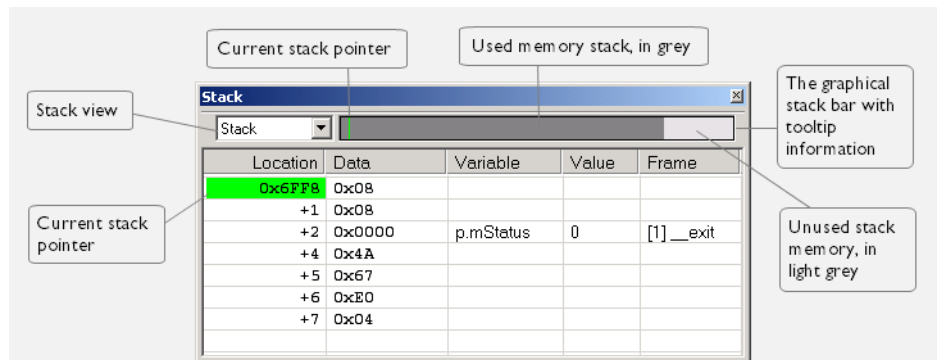 Current stack pointer
Used memory stack, in grey
The graphical
stack bar with
tooltip
information
Stack view
Stack
Stack
Location Data Variable Value Frame
0x6FF8 0x08
+1 0x08
+2 0x0000 p.mStatus 0 [1] __exit
+4 0x4A
+5 0x67
+6 0xE0
+7 0x04
Current stack
pointer
Unused stack
memory, in
light grey